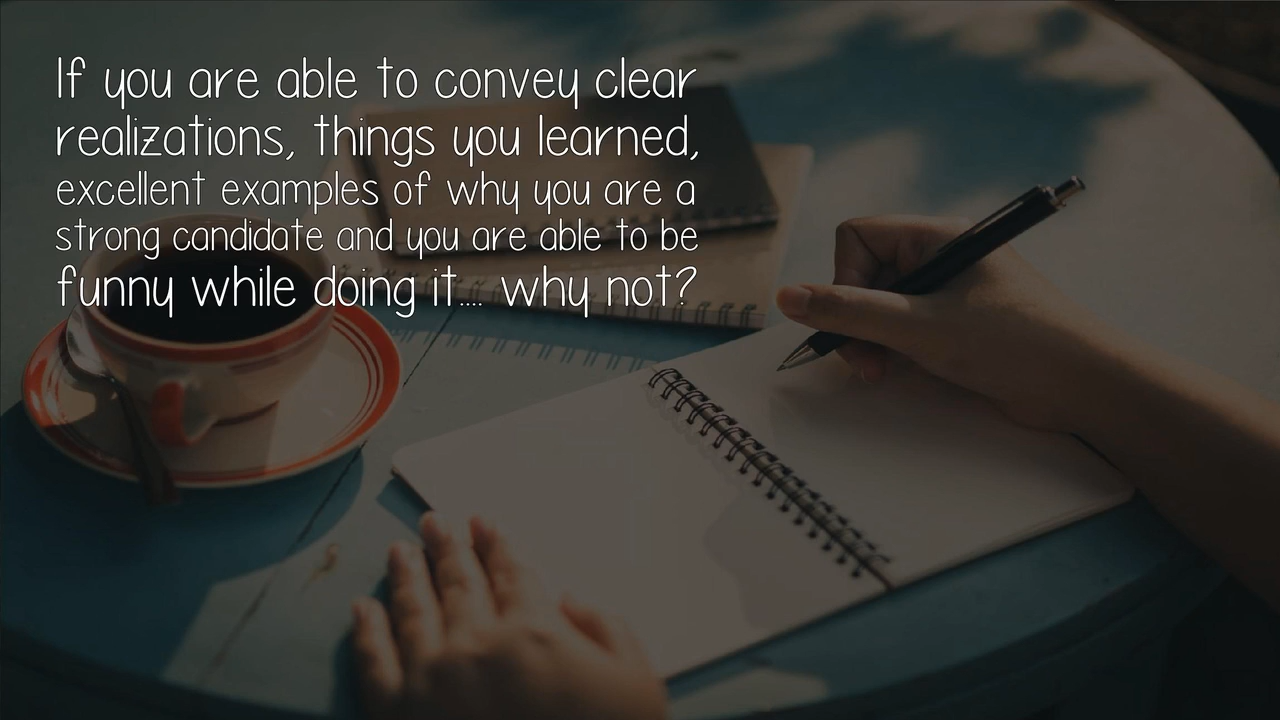 If you are able to convey clear
realizations, things you learned,
excellent examples of why you are a
strong candidate and you are able to be
funny while doing it.... why not?